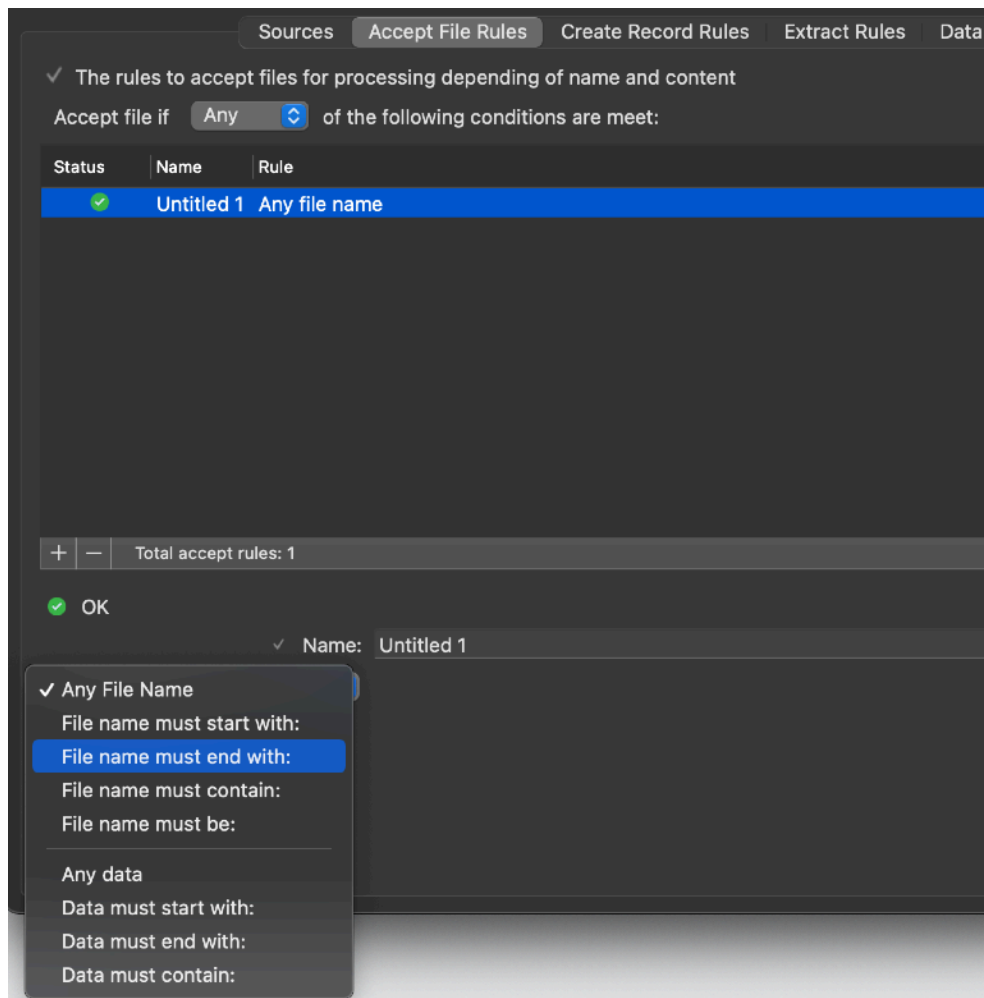 Sources Accept File Rules Create Record Rules Extract Rules Data
The rules to accept files for processing depending of name and content
Accept file if Any of the following conditions are meet:
Status Name Rule
Untitled 1 Any file name
Total accept rules: 1
OK
Name: Untitled 1
Any File Name
File name must start with:
File name must end with:
File name must contain:
File name must be:
Any data
Data must start with:
Data must end with:
Data must contain: